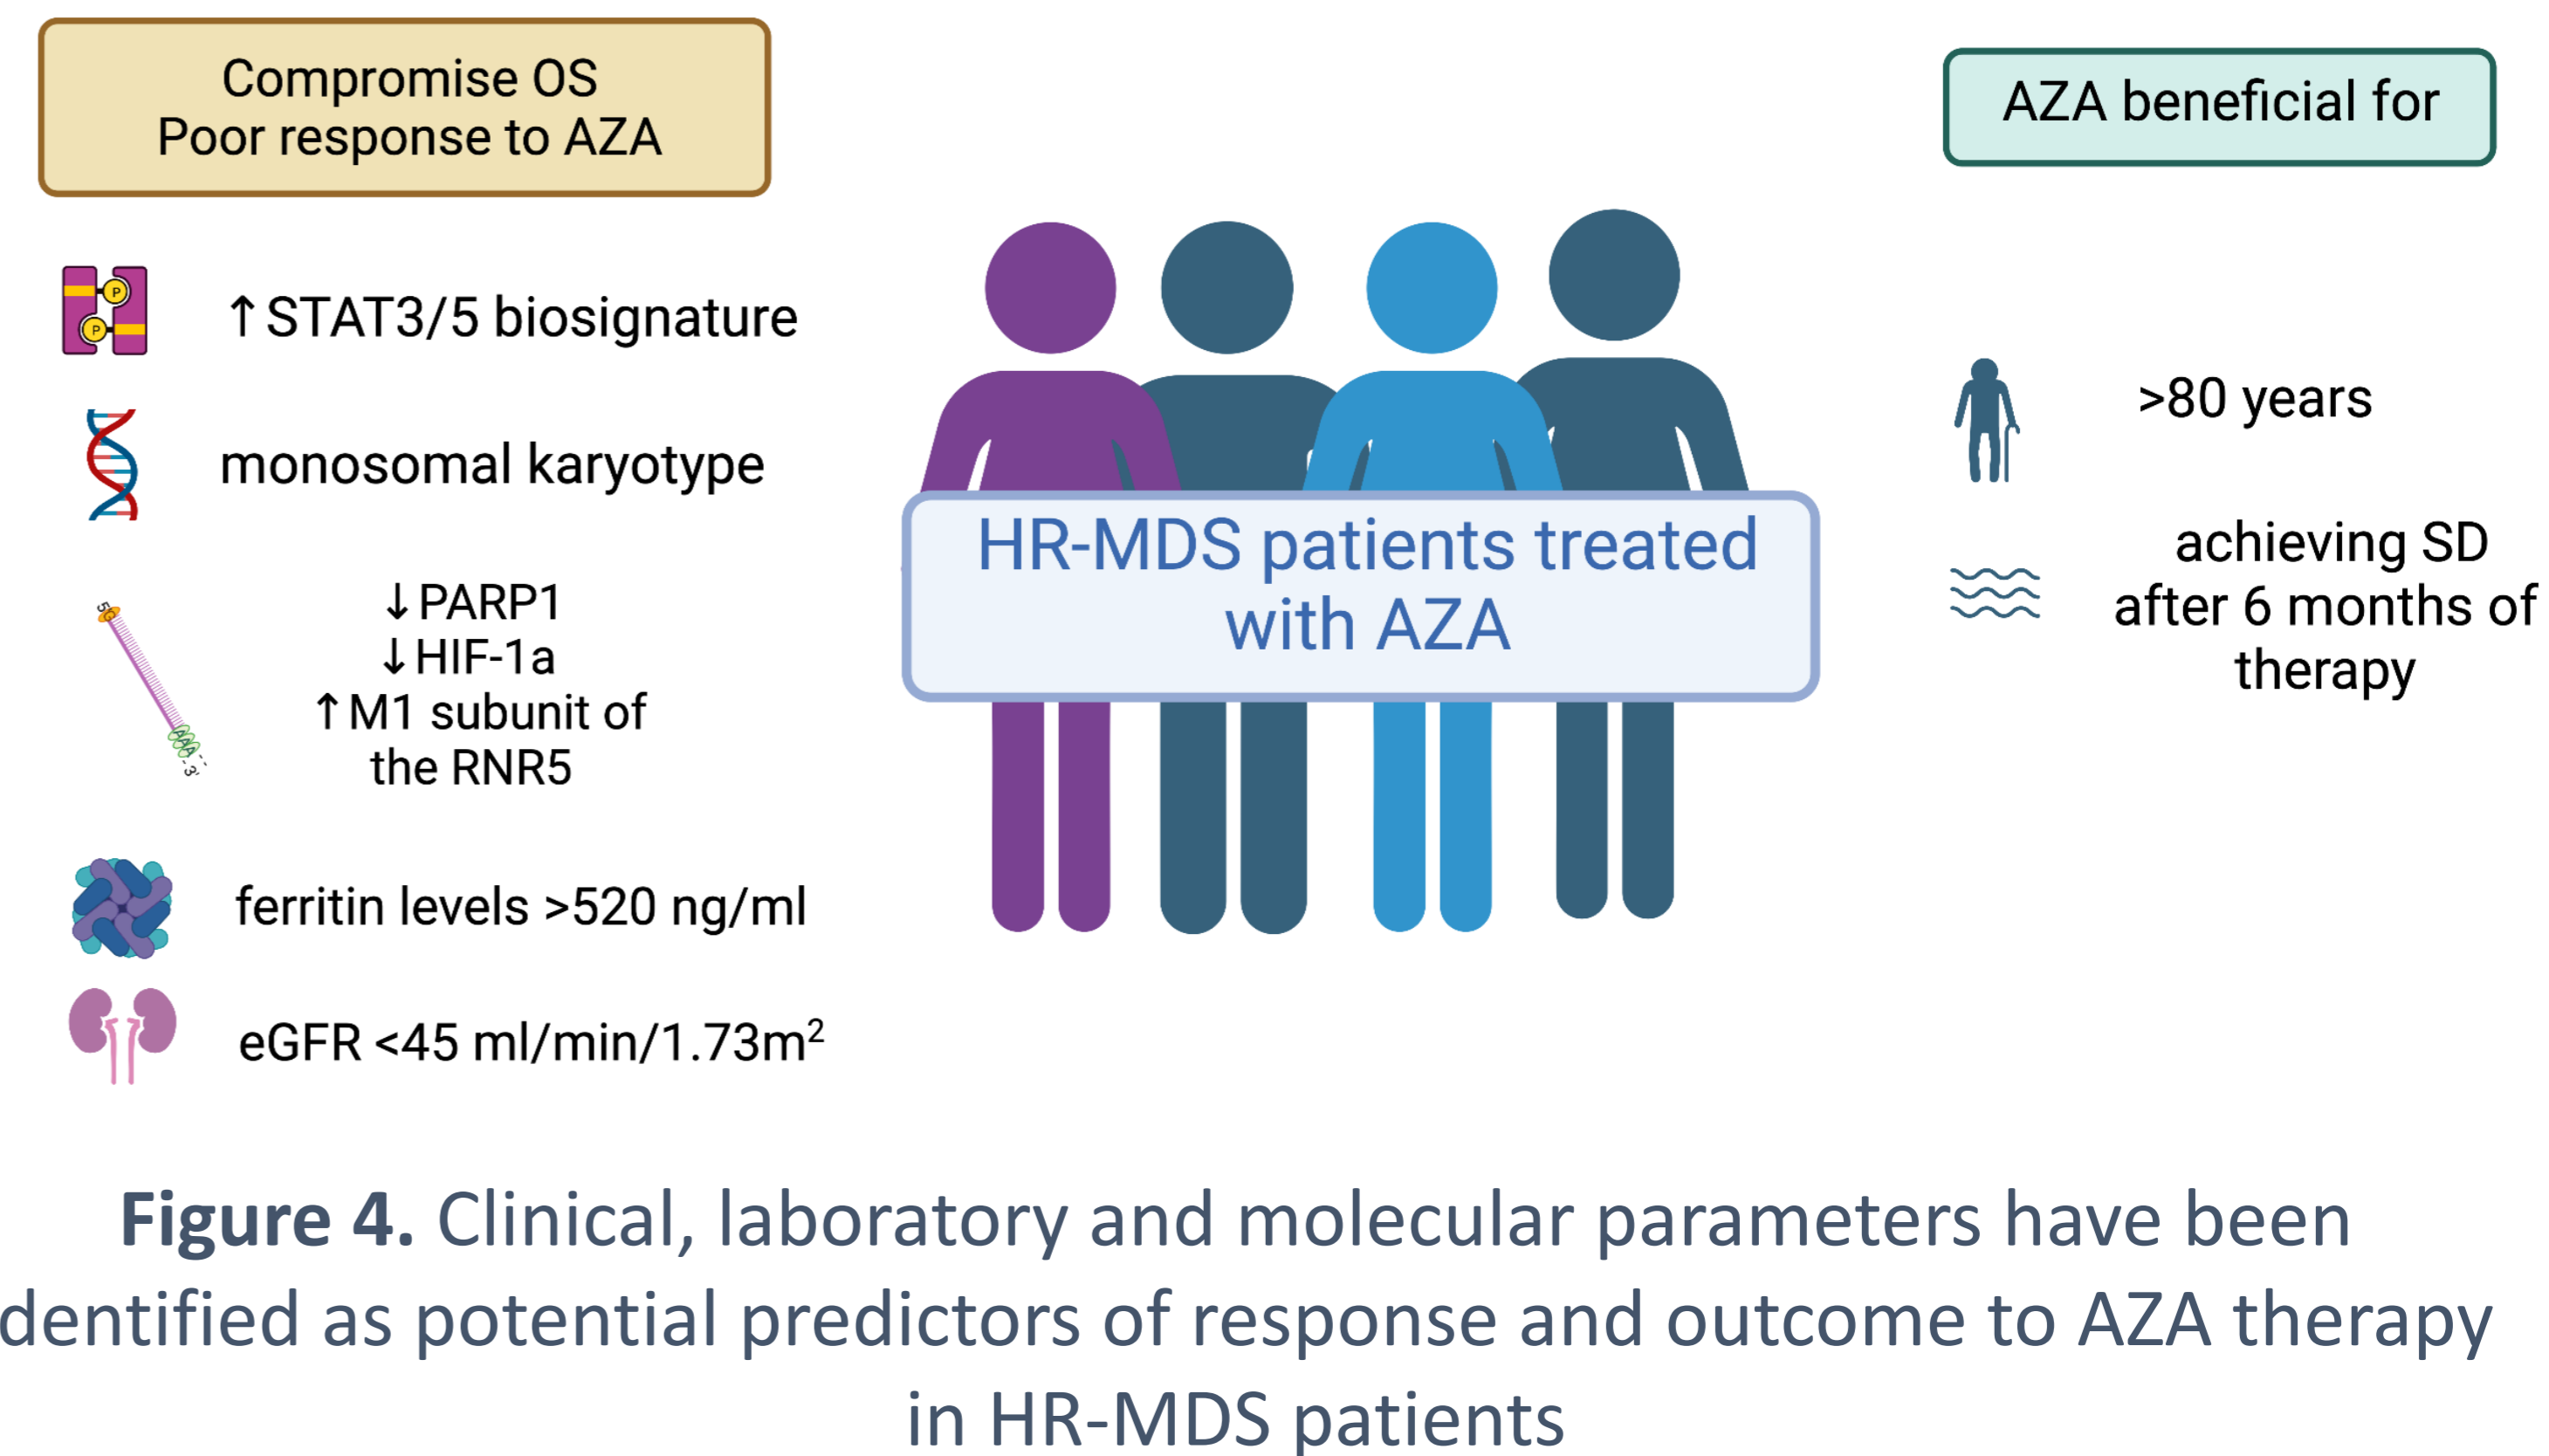 Compromise OS
Poor response to AZA
↑STAT3/5 biosignature
monosomal karyotype
↓PARP1
↓HIF-1a
↑M1 subunit of
the RNR5
ferritin levels >520 ng/ml
eGFR <45 ml/min/1.73m²
P
P
5'
G
AAA
3'
HR-MDS patients treated
with AZA
AZA beneficial for
>80 years
achieving SD
after 6 months of
therapy
Figure 4. Clinical, laboratory and molecular parameters have been
dentified as potential predictors of response and outcome to AZA therapy
in HR-MDS patients